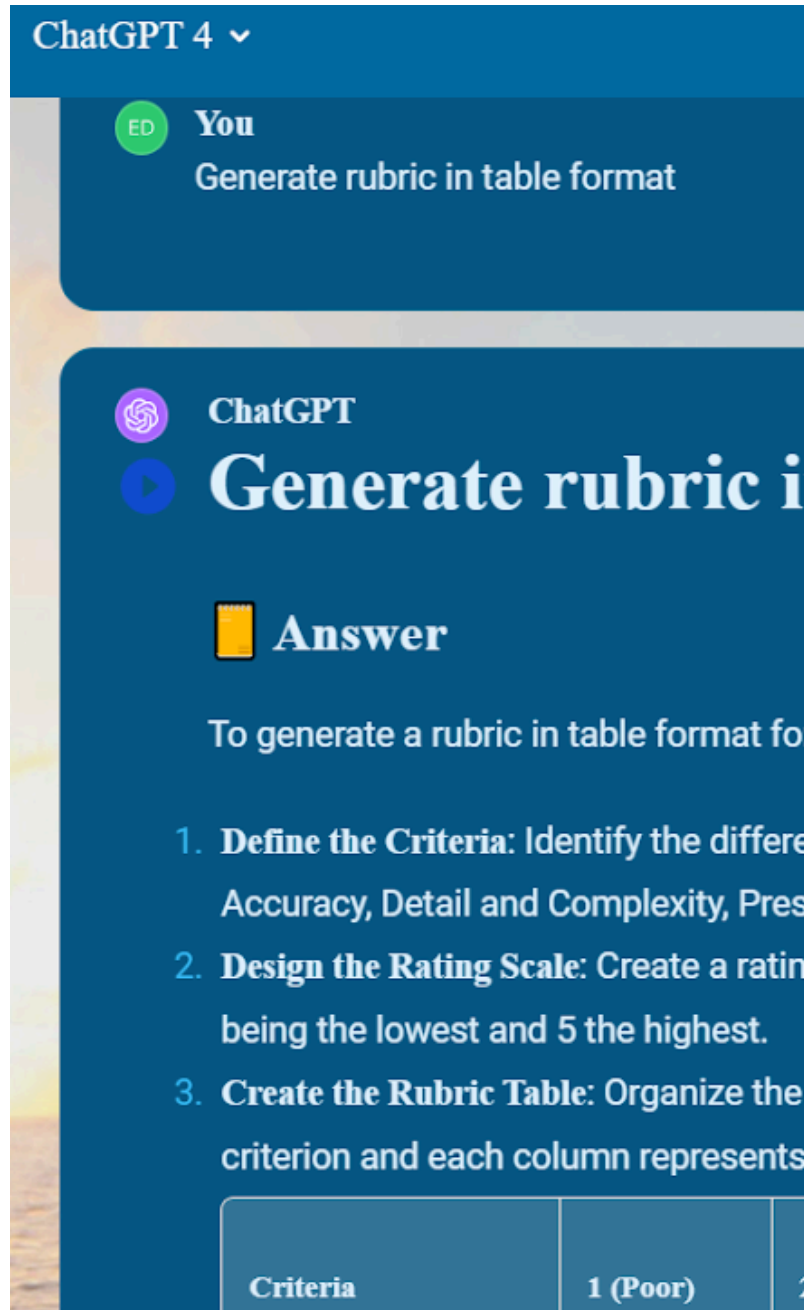 ChatGPT 4
ED
You
Generate rubric in table format
ChatGPT
Generate rubric i
Answer
To generate a rubric in table format fo
1. Define the Criteria: Identify the differe
Accuracy, Detail and Complexity, Pres
2. Design the Rating Scale: Create a ratin
being the lowest and 5 the highest.
3. Create the Rubric Table: Organize the
criterion and each column represents
Criteria
1 (Poor)